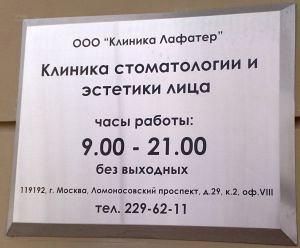 ООО "Клиника Лафатер"
Клиника стоматологии и
эстетики лица
часы работы:
9.00 - 21.00
без выходных
119192, г. Москва, Ломоносовский проспект, д.29, к.2, оф.VIII
тел. 229-62-11